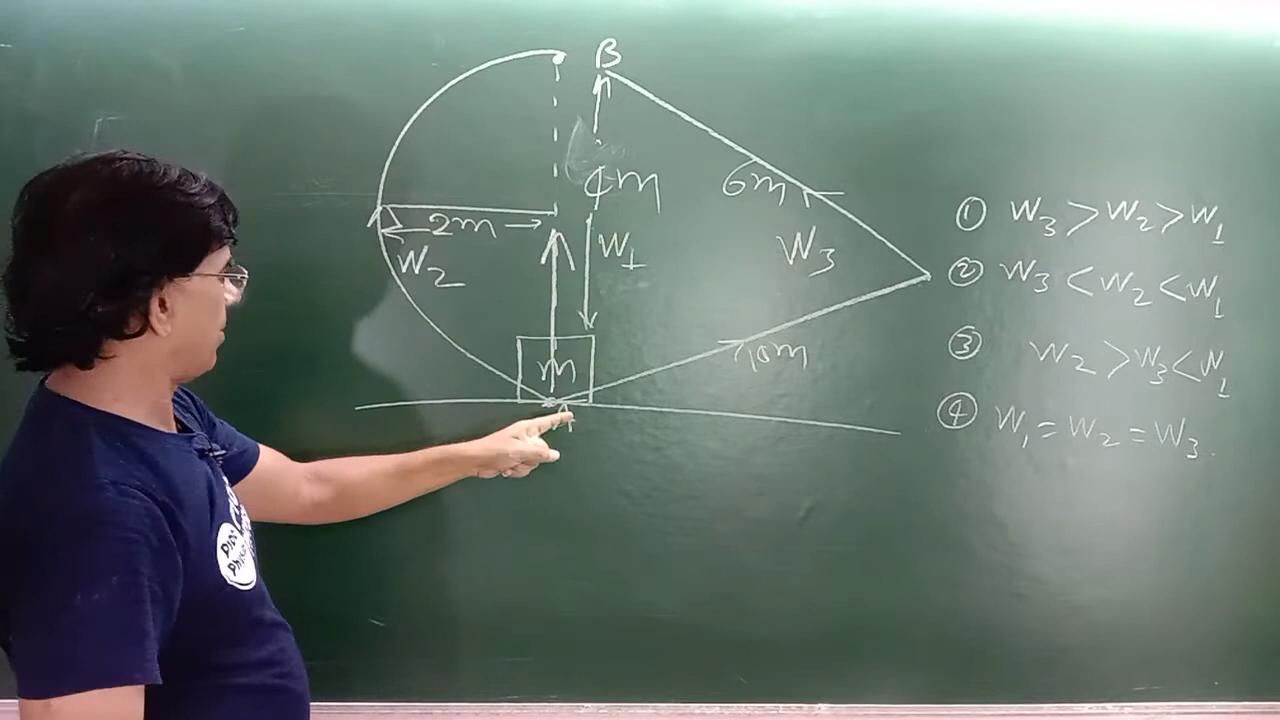 B
4m
6m
2m
W₂
W₁
W₃
m
10m
① W₃ > W₂ > W₁
② W₃ < W₂ < W₁
③ W₂ > W₃ < W₁
④ W₁ = W₂ = W₃.